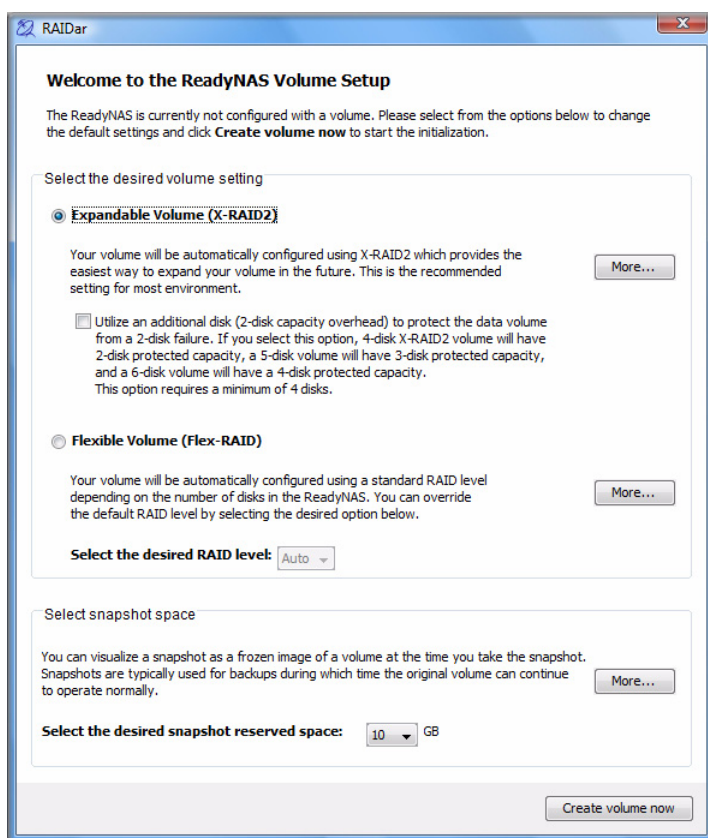 RAIDar
Welcome to the ReadyNAS Volume Setup
The ReadyNAS is currently not configured with a volume. Please select from the options below to change
the default settings and click Create volume now to start the initialization.
Select the desired volume setting
Expandable Volume (X-RAID2)
Your volume will be automatically configured using X-RAID2 which provides the
easiest way to expand your volume in the future. This is the recommended
setting for most environment.
More...
Utilize an additional disk (2-disk capacity overhead) to protect the data volume
from a 2-disk failure. If you select this option, 4-disk X-RAID2 volume will have
2-disk protected capacity, a 5-disk volume will have 3-disk protected capacity,
and a 6-disk volume will have a 4-disk protected capacity.
This option requires a minimum of 4 disks.
Flexible Volume (Flex-RAID)
Your volume will be automatically configured using a standard RAID level
depending on the number of disks in the ReadyNAS. You can override
the default RAID level by selecting the desired option below.
More...
Select the desired RAID level: Auto
Select snapshot space
You can visualize a snapshot as a frozen image of a volume at the time you take the snapshot.
Snapshots are typically used for backups during which time the original volume can continue
to operate normally.
More...
Select the desired snapshot reserved space: 10 GB
Create volume now